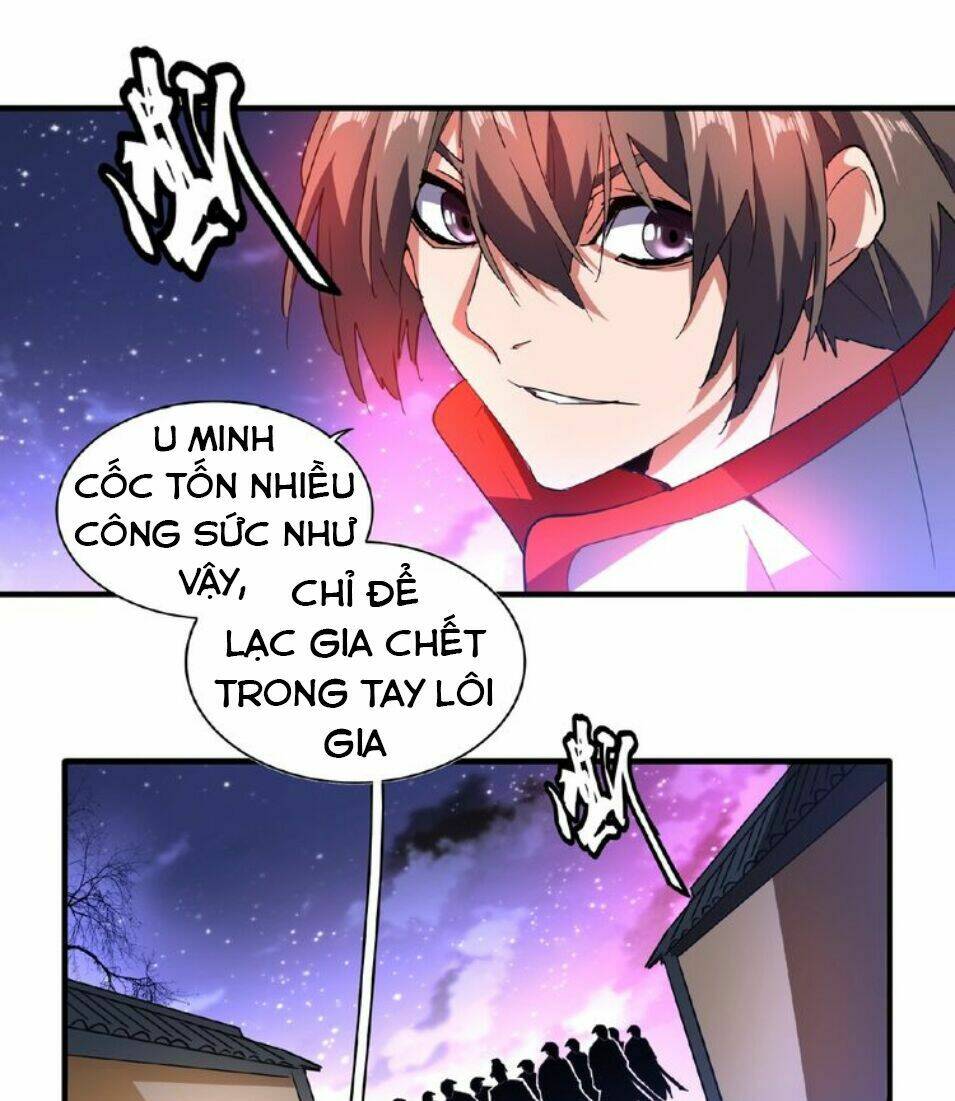 U MINH
CỐC TỐN NHIỀU
CÔNG SỨC NHƯ
VẬY,
CHỈ ĐỂ
LẠC GIA CHẾT
TRONG TAY LÔI
GIA